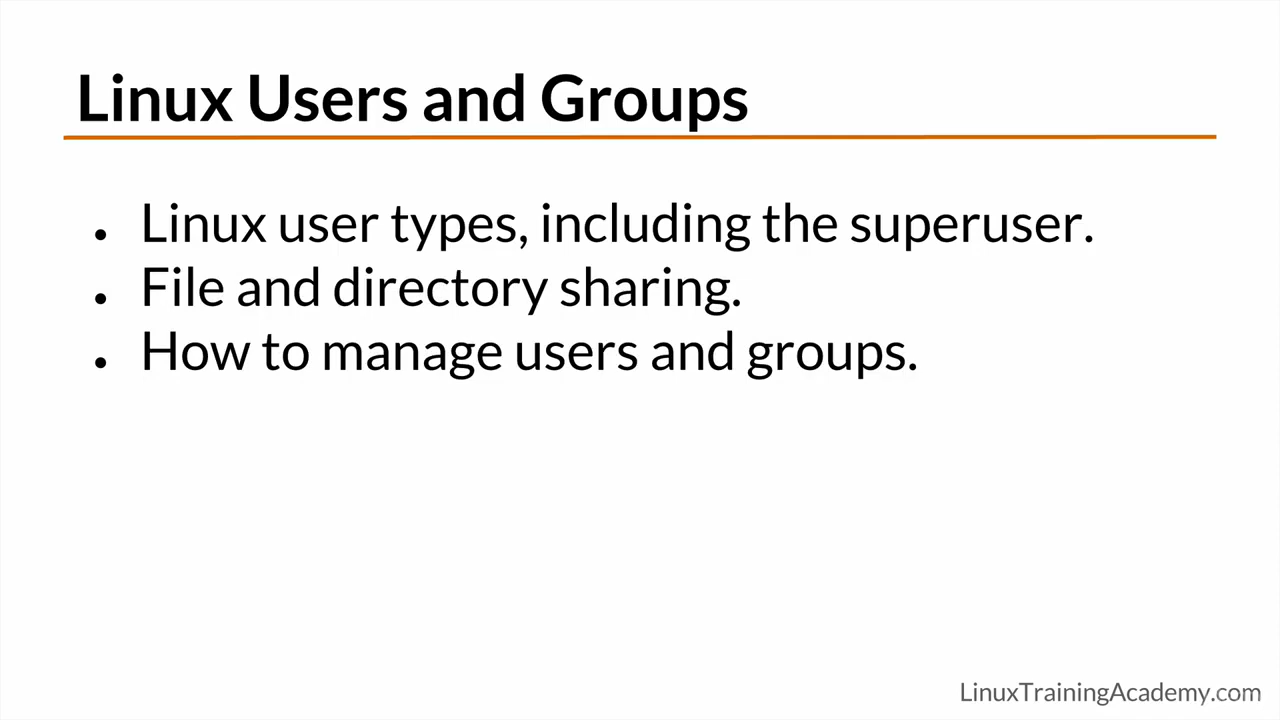 Linux Users and Groups
• Linux user types, including the superuser.
• File and directory sharing.
• How to manage users and groups.
LinuxTrainingAcademy.com